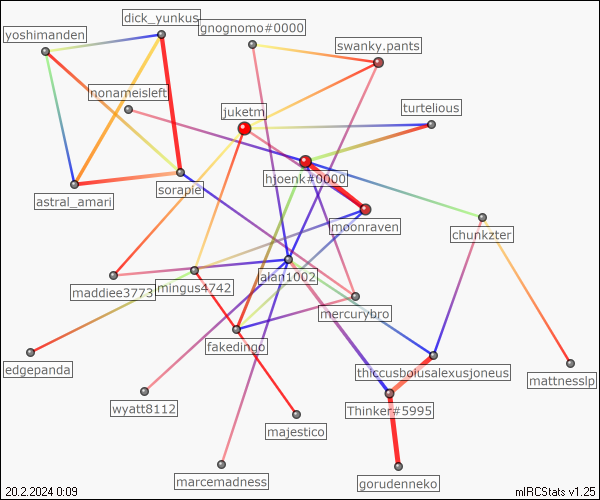 dick_yunkus
gnognomo#0000
yoshimanden
swanky.pants
nonameisleft
juketm
turtelious
hjoenk#0000
sorapie
astral_amari
moonraven
chunkzter
alan1002
maddiee3773
mingus4742
mercurybro
fakedingo
edgepanda
thiccusboiusalexusjoneus
mattnesslp
wyatt8112
Thinker#5995
majestico
marcemadness
gorudenneko
20.2.2024 0:09
mIRCStats v1.25